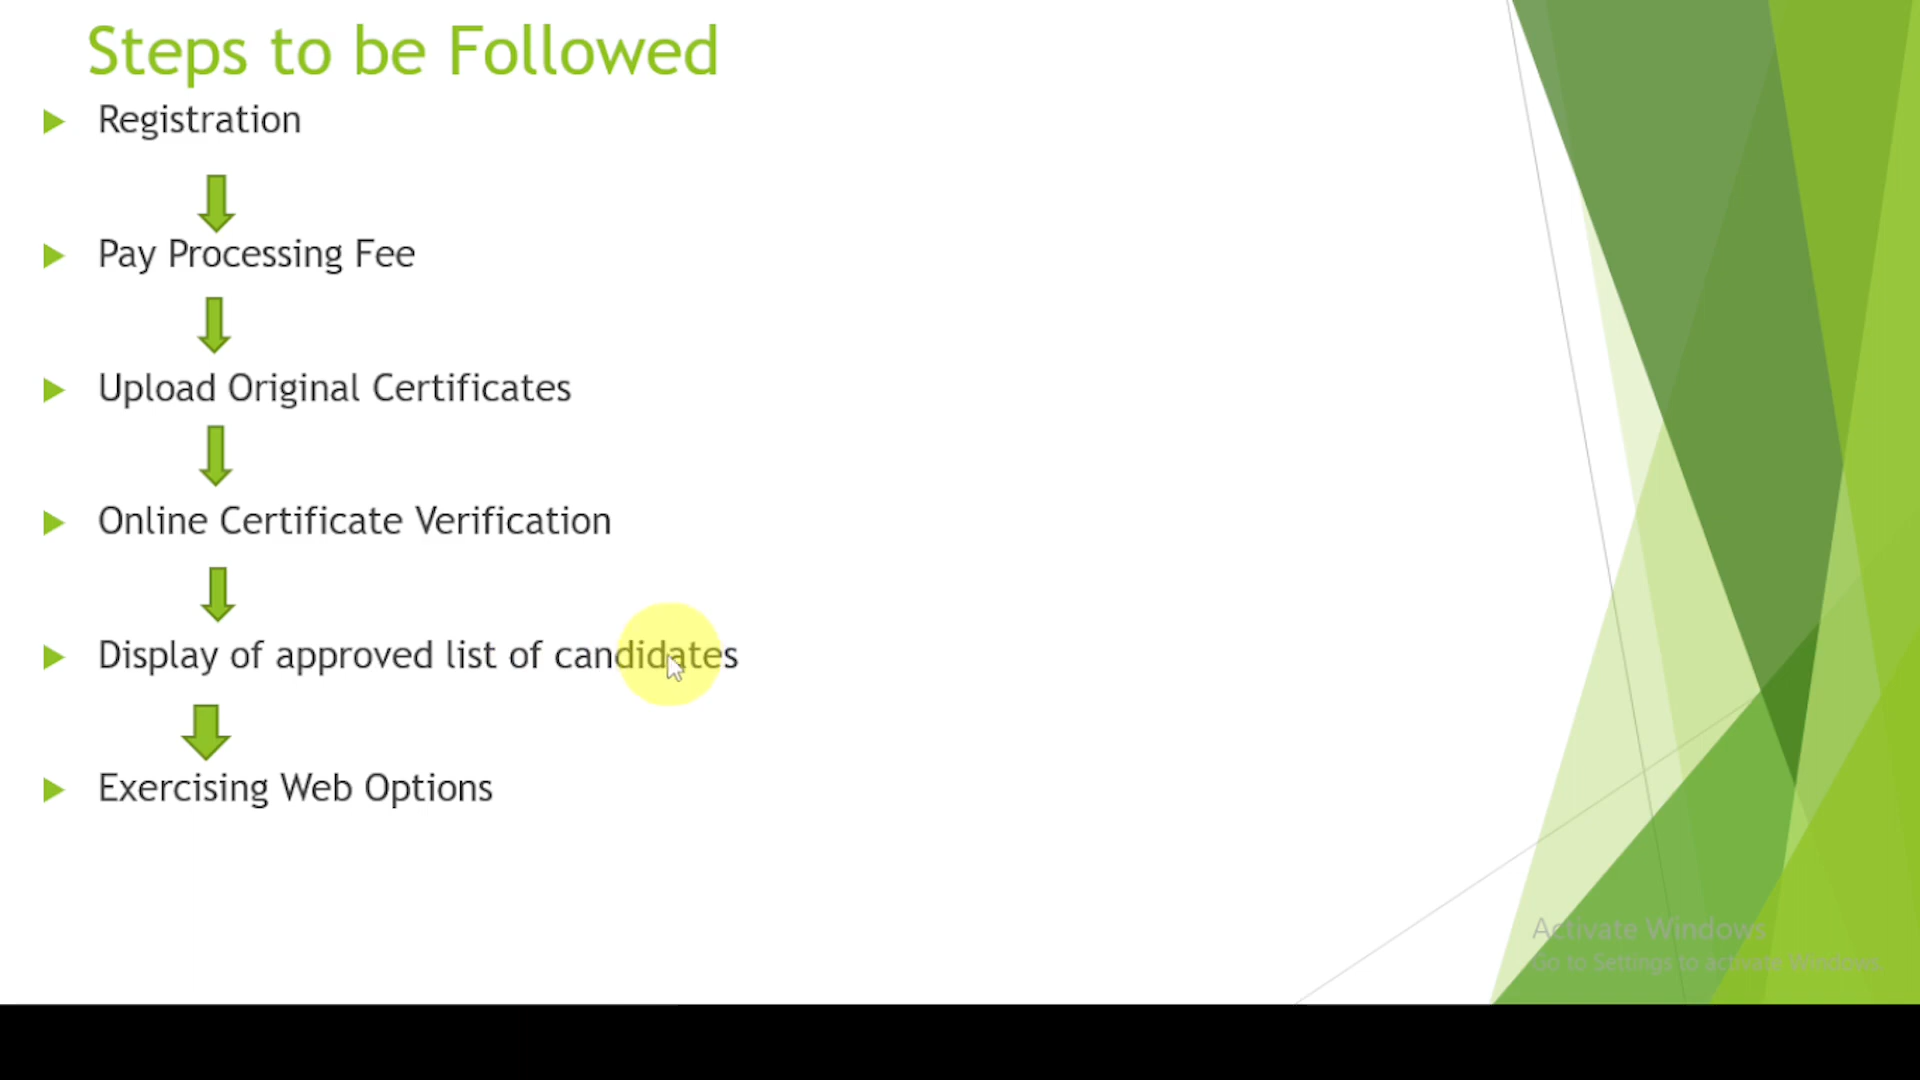 Steps to be Followed
Registration
Pay Processing Fee
Upload Original Certificates
Online Certificate Verification
Display of approved list of candidates
Exercising Web Options
Activate Windows
Go to Settings to activate Windows.